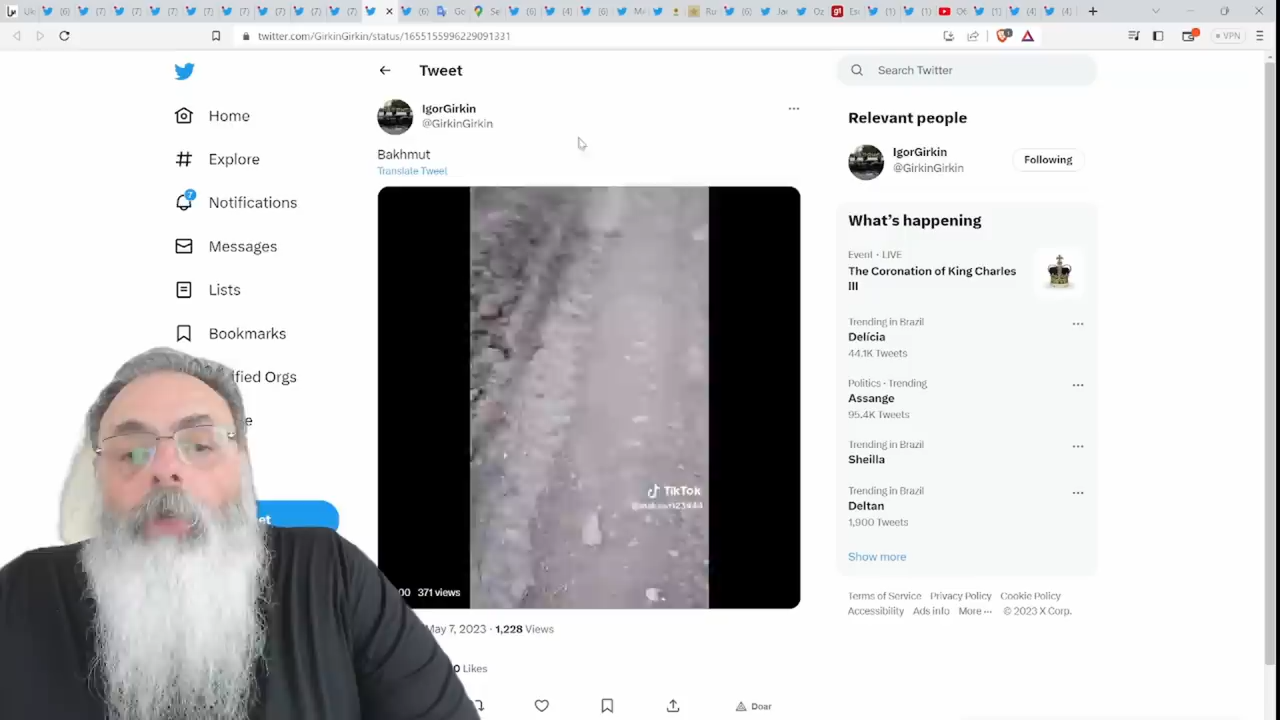 twitter.com/GirkinGirkin/status/1655155996229091331
VPN
Home
Explore
7
Notifications
Messages
Lists
Bookmarks
Tweet
IgorGirkin
@GirkinGirkin
Bakhmut
Translate Tweet
TikTok
371 views
May 7, 2023 · 1,228 Views
Likes
Doar
Search Twitter
Relevant people
IgorGirkin
@GirkinGirkin
Following
What's happening
Event · LIVE
The Coronation of King Charles
III
Trending in Brazil
Delícia
44.1K Tweets
Politics · Trending
Assange
95.4K Tweets
Trending in Brazil
Sheilla
Trending in Brazil
Deltan
1,900 Tweets
Show more
Terms of Service Privacy Policy Cookie Policy
Accessibility Ads info More ··· © 2023 X Corp.